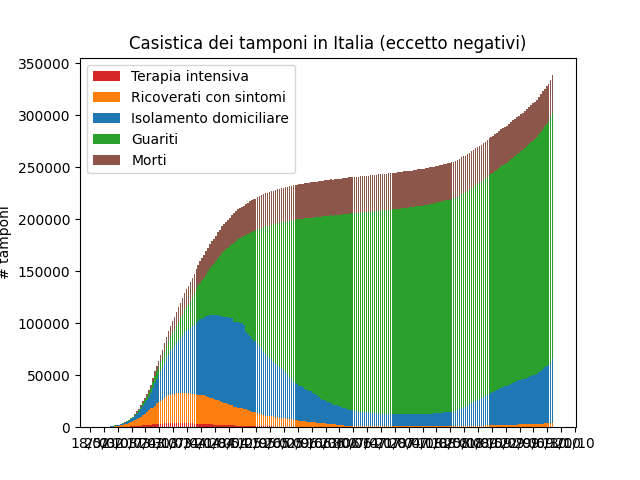 Casistica dei tamponi in Italia (eccetto negativi)
350000
300000
250000
200000
150000
100000
50000
0
# tamponi
Terapia intensiva
Ricoverati con sintomi
Isolamento domiciliare
Guariti
Morti